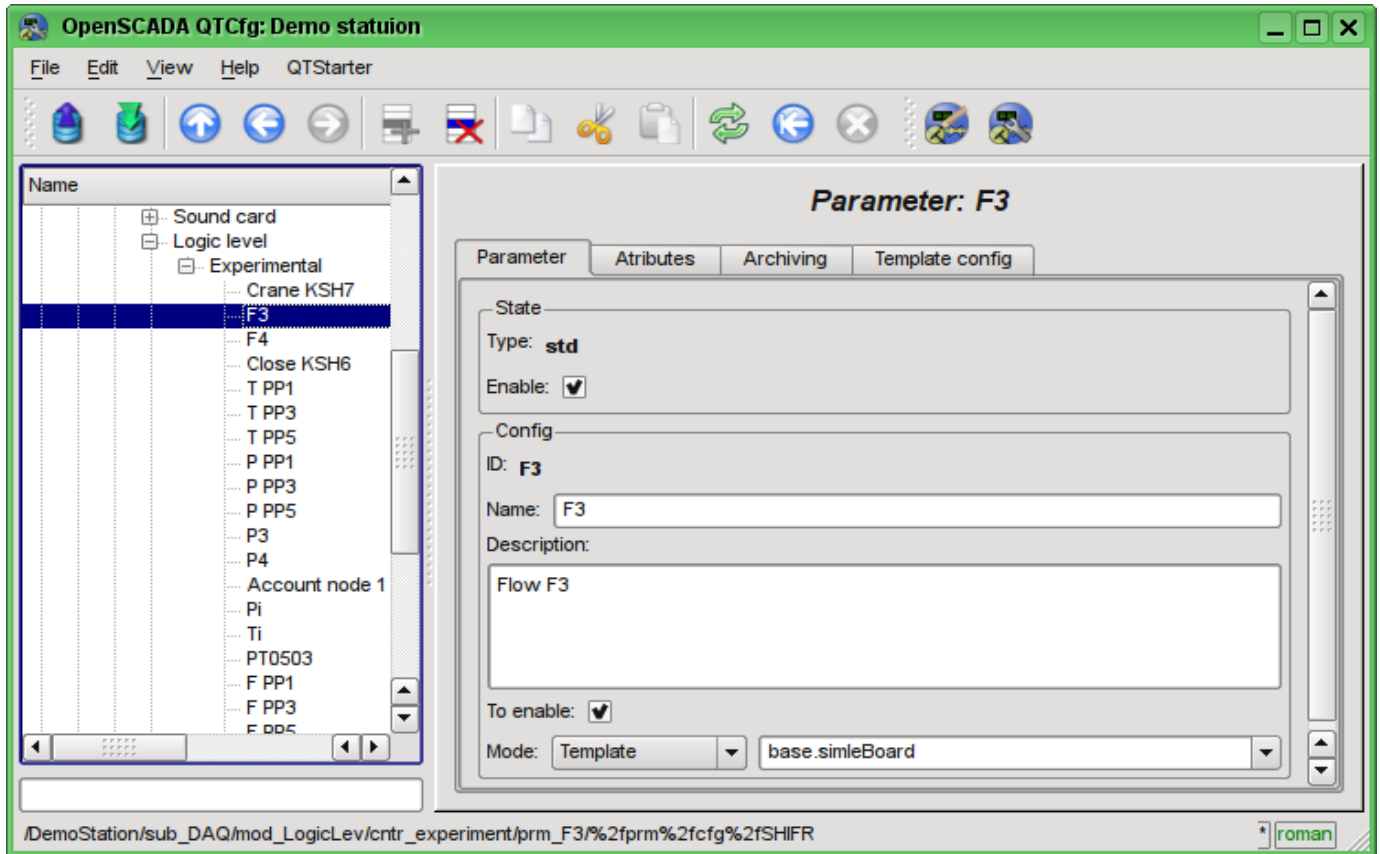 OpenSCADA QTCfg: Demo statuion
File Edit View Help QTStarter
Name
Sound card
Logic level
Experimental
Crane KSH7
F3
F4
Close KSH6
T PP1
T PP3
T PP5
P PP1
P PP3
P PP5
P3
P4
Account node 1
Pi
Ti
PT0503
F PP1
F PP3
F PP5
Parameter: F3
Parameter Atributes Archiving Template config
State
Type: std
Enable:
Config
ID: F3
Name: F3
Description:
Flow F3
To enable:
Mode: Template base.simleBoard
/DemoStation/sub_DAQ/mod_LogicLev/cntr_experiment/prm_F3/%2fprm%2fcfg%2fSHIFR * roman